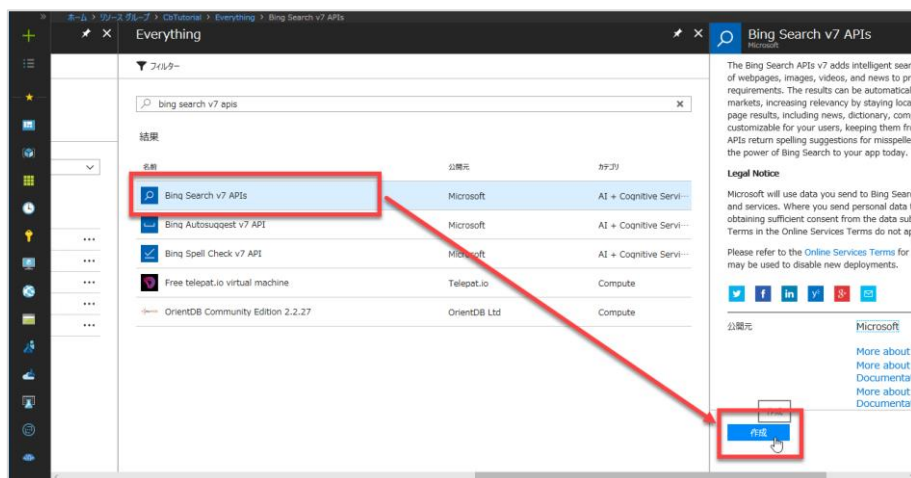 ホーム > リソース グループ > CbTutorial > Everything > Bing Search v7 APIs
Everything
フィルター
bing search v7 apis
結果
名前 公開元 カテゴリ
Bing Search v7 APIs Microsoft AI + Cognitive Servi…
Bing Autosuggest v7 API Microsoft AI + Cognitive Servi…
Bing Spell Check v7 API Microsoft AI + Cognitive Servi…
Free telepat.io virtual machine Telepat.io Compute
OrientDB Community Edition 2.2.27 OrientDB Ltd Compute
Bing Search v7 APIs
Microsoft
The Bing Search APIs v7 adds intelligent sear
of webpages, images, videos, and news to pr
requirements. The results can be automatical
markets, increasing relevancy by staying loca
page results, including news, dictionary, com
customizable for your users, keeping them fr
APIs return spelling suggestions for misspelle
the power of Bing Search to your app today.
Legal Notice
Microsoft will use data you send to Bing Sear
and services. Where you send personal data
obtaining sufficient consent from the data su
Terms in the Online Services Terms do not a
Please refer to the Online Services Terms for
may be used to disable new deployments.
公開元 Microsoft
More about
More about
Documenta
More about
Documenta
作成
作成